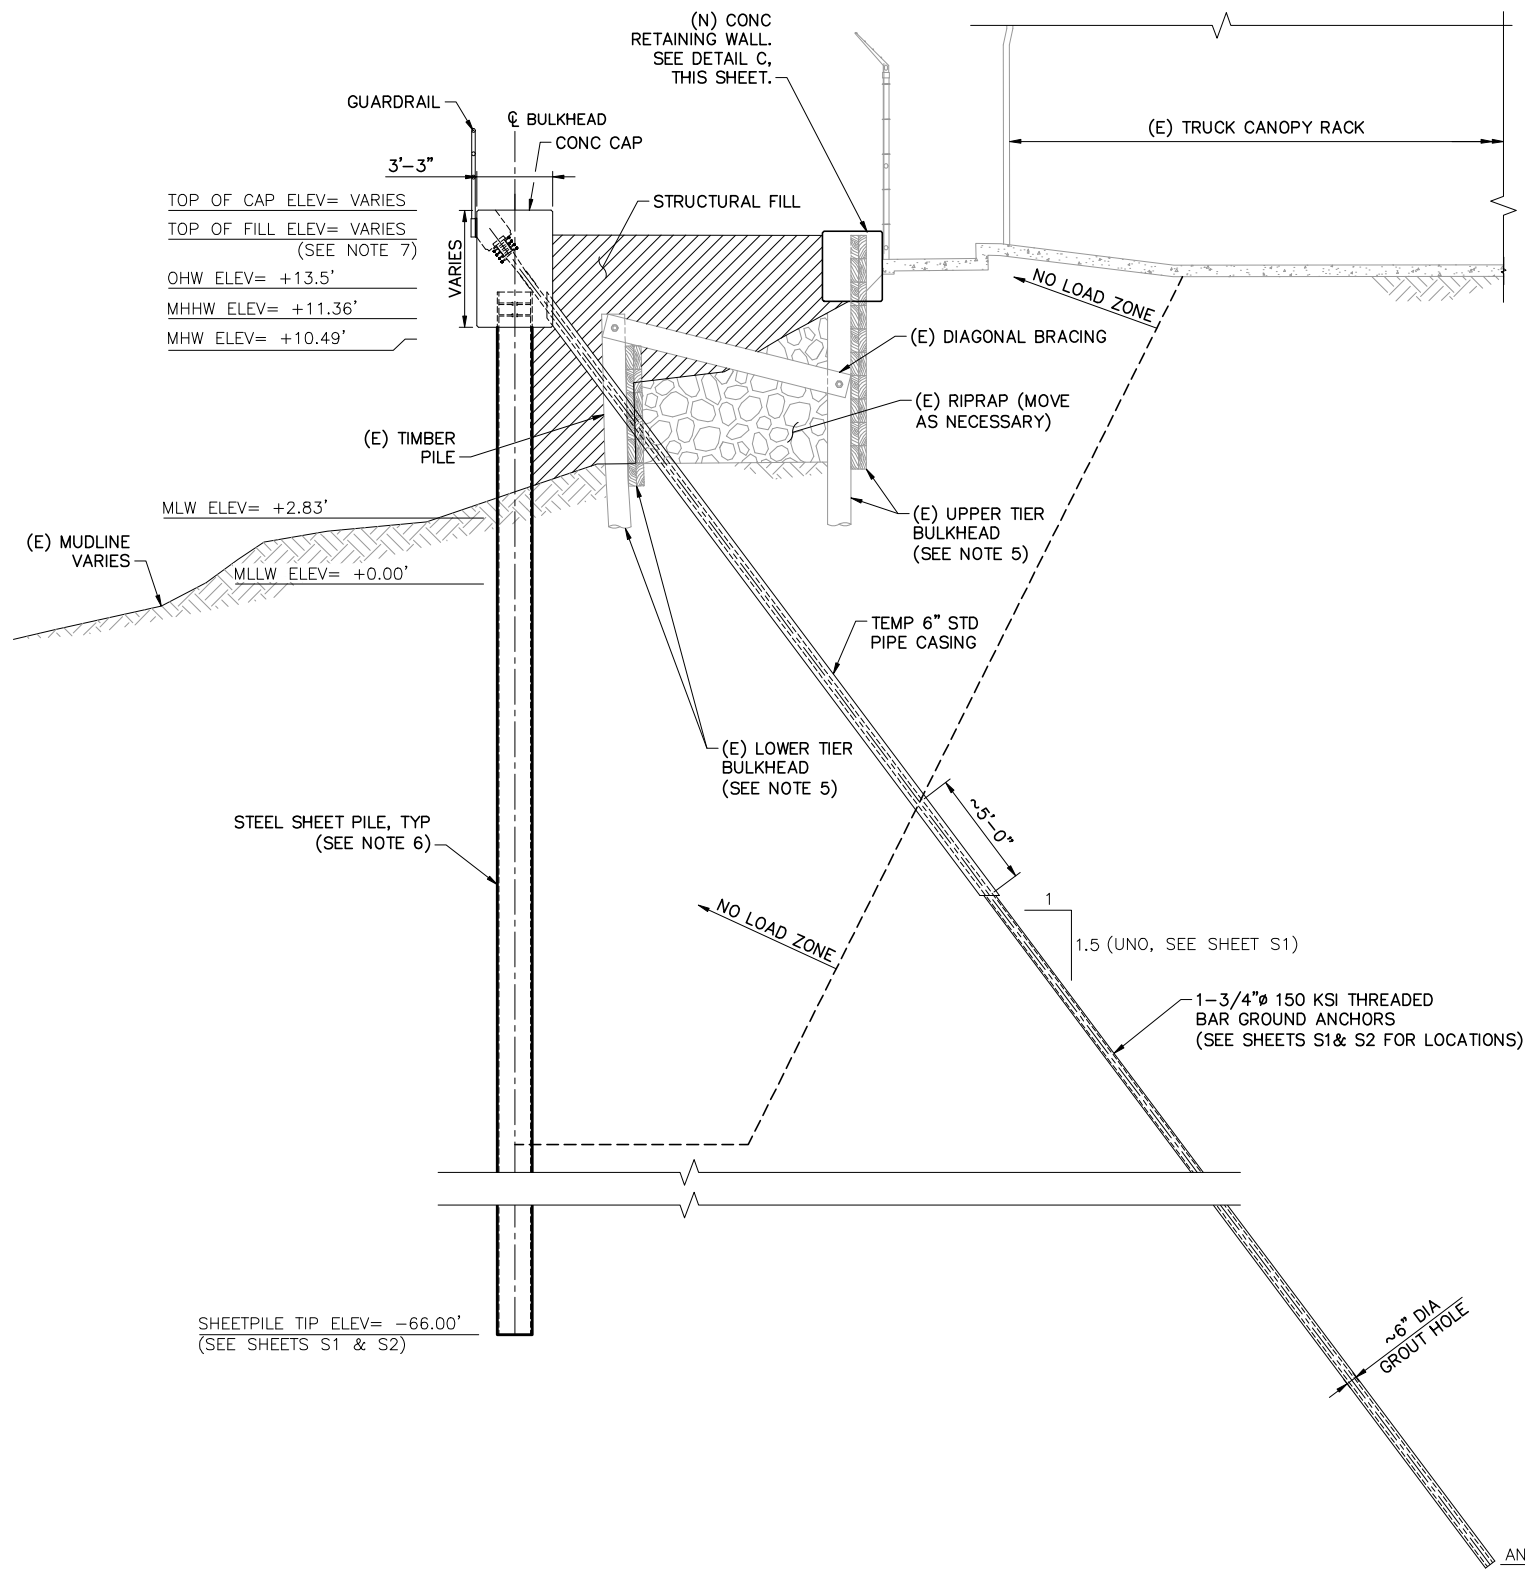 (N) CONC
RETAINING WALL.
SEE DETAIL C,
THIS SHEET.
GUARDRAIL
℄ BULKHEAD
CONC CAP
(E) TRUCK CANOPY RACK
3'-3"
TOP OF CAP ELEV= VARIES
TOP OF FILL ELEV= VARIES
(SEE NOTE 7)
STRUCTURAL FILL
VARIES
OHW ELEV= +13.5'
MHHW ELEV= +11.36'
MHW ELEV= +10.49'
NO LOAD ZONE
(E) DIAGONAL BRACING
(E) RIPRAP (MOVE
AS NECESSARY)
(E) TIMBER
PILE
MLW ELEV= +2.83'
(E) UPPER TIER
BULKHEAD
(SEE NOTE 5)
(E) MUDLINE
VARIES
MLLW ELEV= +0.00'
TEMP 6" STD
PIPE CASING
(E) LOWER TIER
BULKHEAD
(SEE NOTE 5)
STEEL SHEET PILE, TYP
(SEE NOTE 6)
~5'-0"
1
1.5 (UNO, SEE SHEET S1)
NO LOAD ZONE
1-3/4"ø 150 KSI THREADED
BAR GROUND ANCHORS
(SEE SHEETS S1& S2 FOR LOCATIONS)
SHEETPILE TIP ELEV= -66.00'
(SEE SHEETS S1 & S2)
~6" DIA
GROUT HOLE
AN